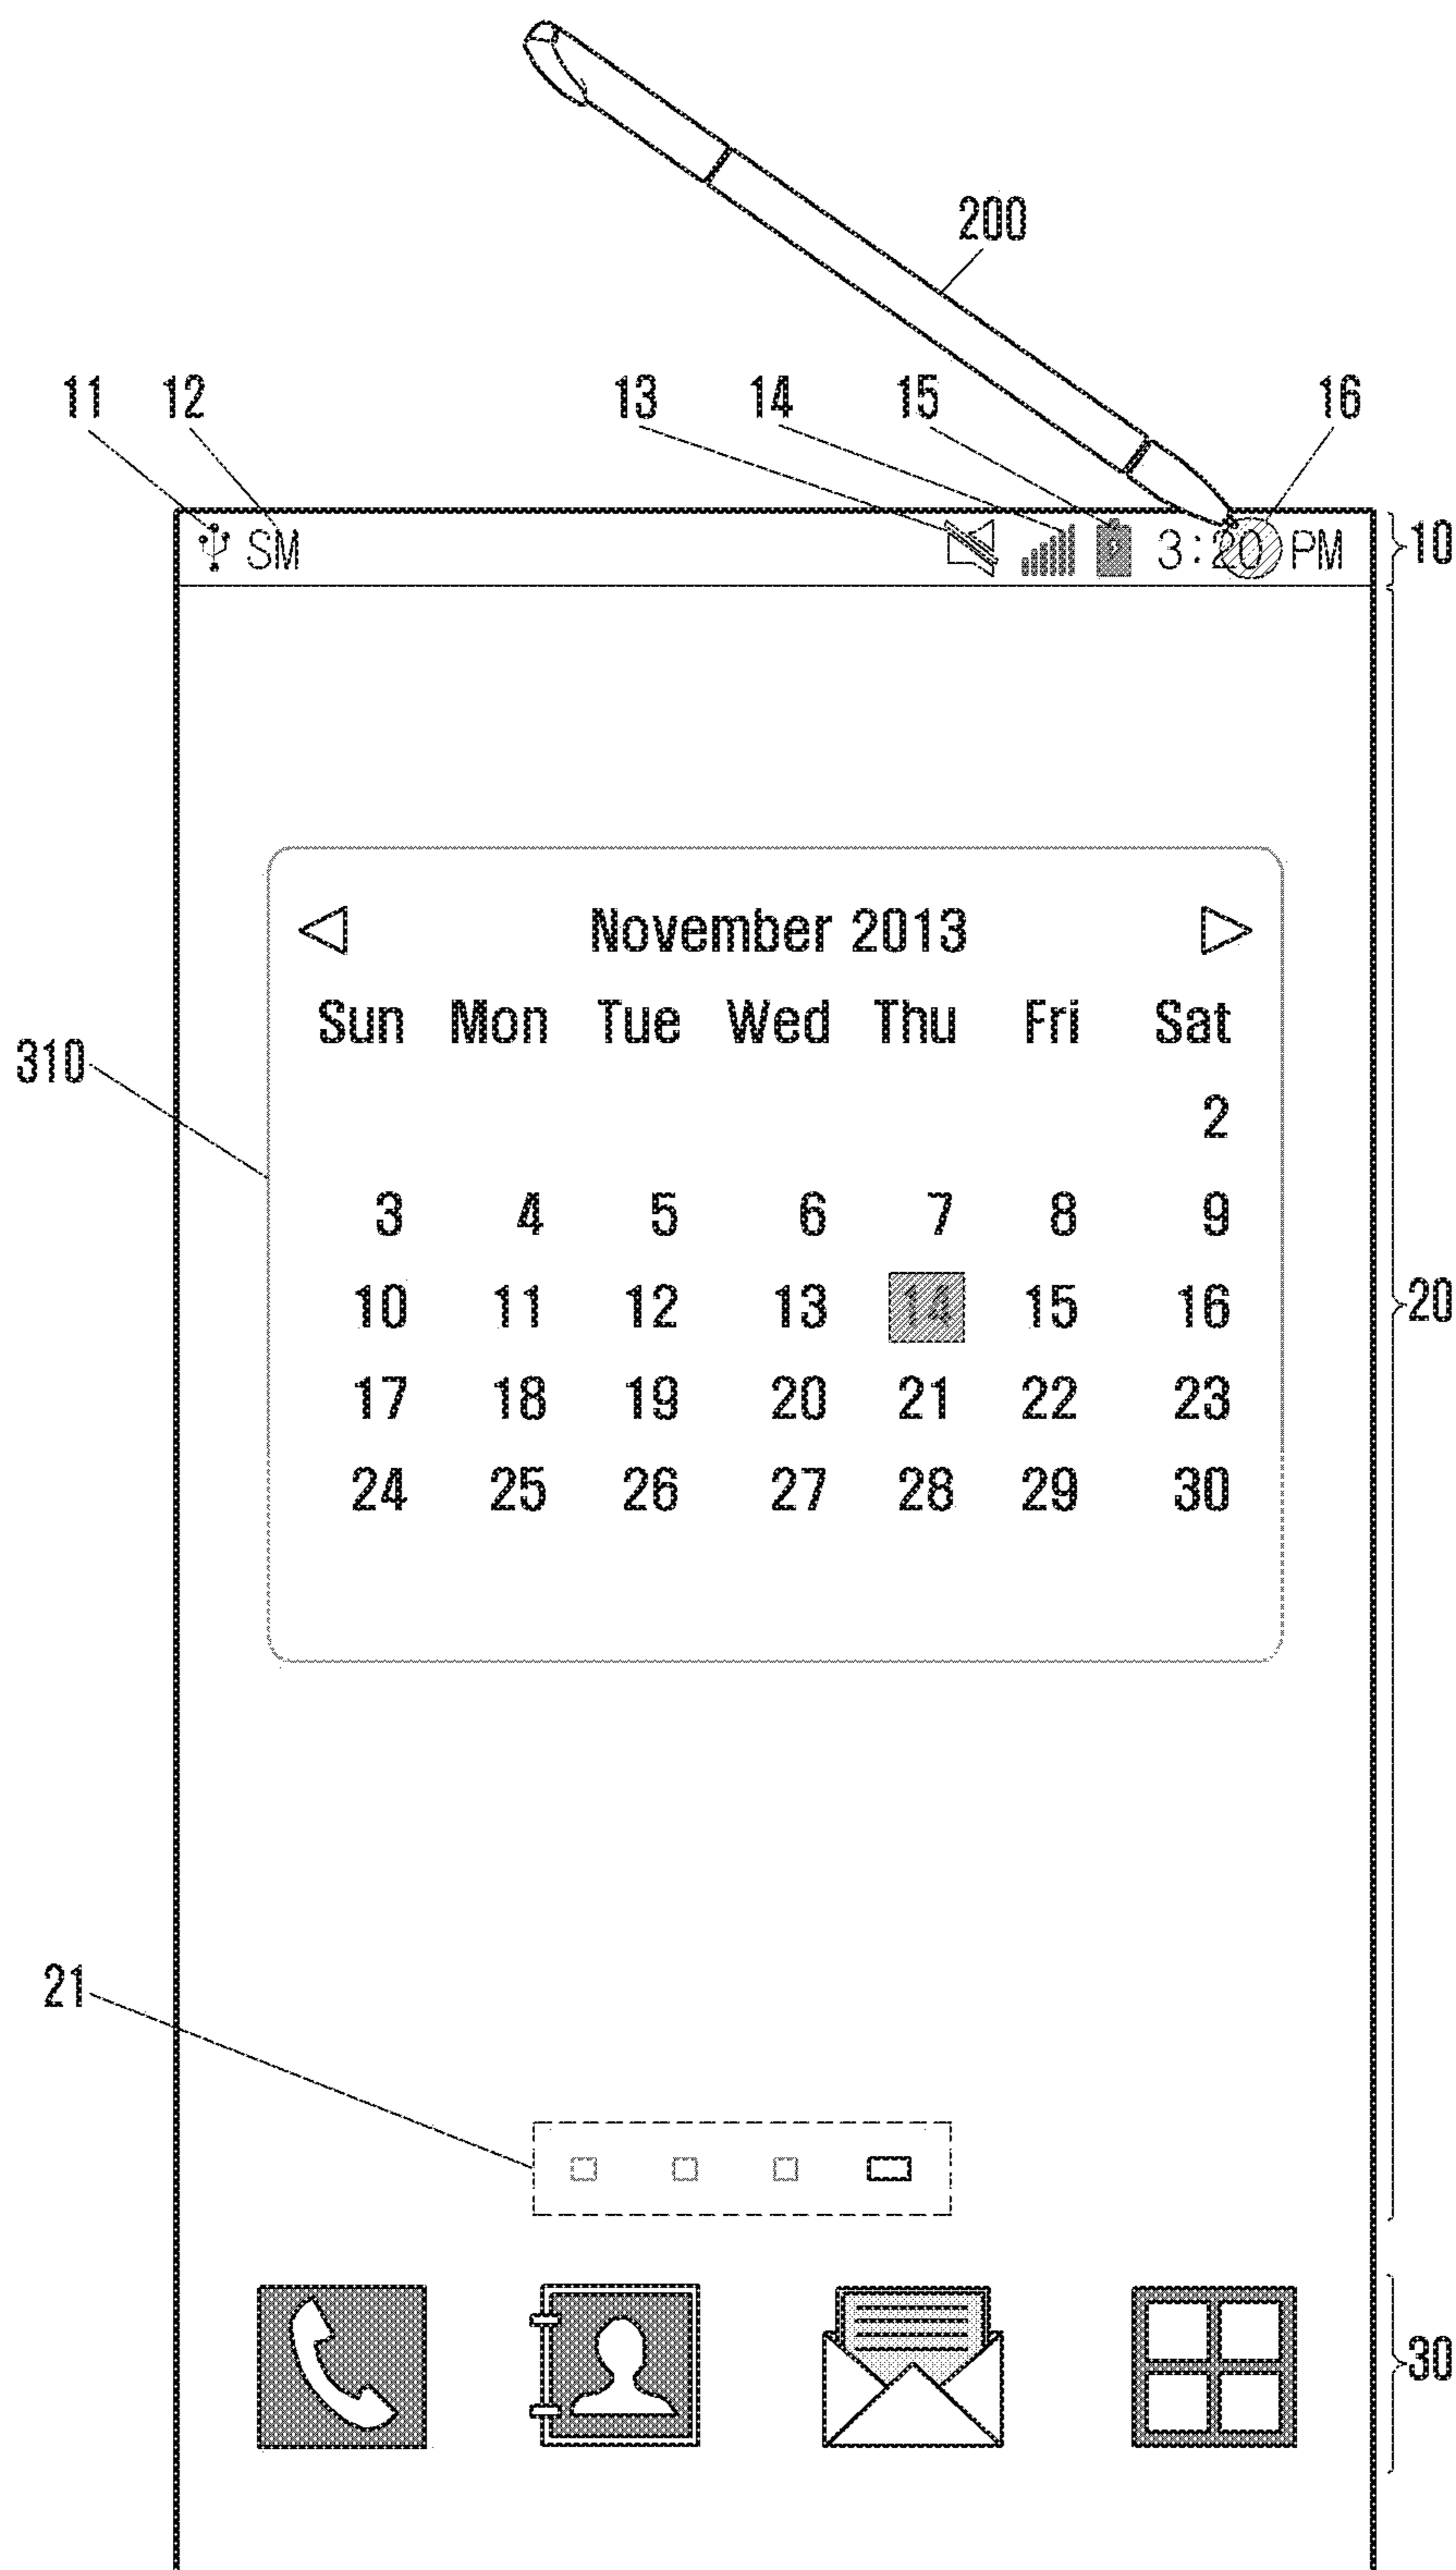 200
11 12 13 14 15 16
SM 3:20 PM 10
November 2013
Sun Mon Tue Wed Thu Fri Sat
310
2
3 4 5 6 7 8 9
10 11 12 13 14 15 16
20
17 18 19 20 21 22 23
24 25 26 27 28 29 30
21
30